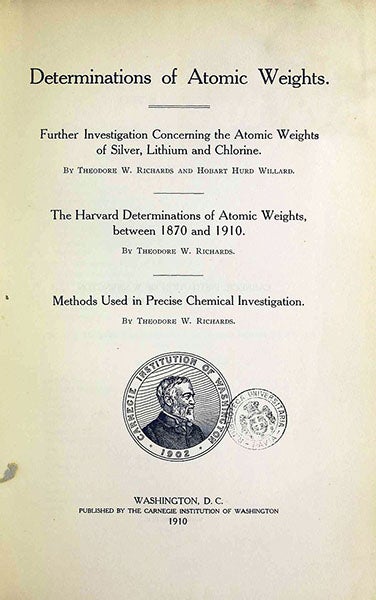 Determinations of Atomic Weights.
Further Investigation Concerning the Atomic Weights
of Silver, Lithium and Chlorine.
By Theodore W. Richards and Hobart Hurd Willard.
The Harvard Determinations of Atomic Weights,
between 1870 and 1910.
By Theodore W. Richards.
Methods Used in Precise Chemical Investigation.
By Theodore W. Richards.
CARNEGIE INSTITUTION OF WASHINGTON
1902
UNIVERSITARIA
WASHINGTON, D. C.
PUBLISHED BY THE CARNEGIE INSTITUTION OF WASHINGTON
1910